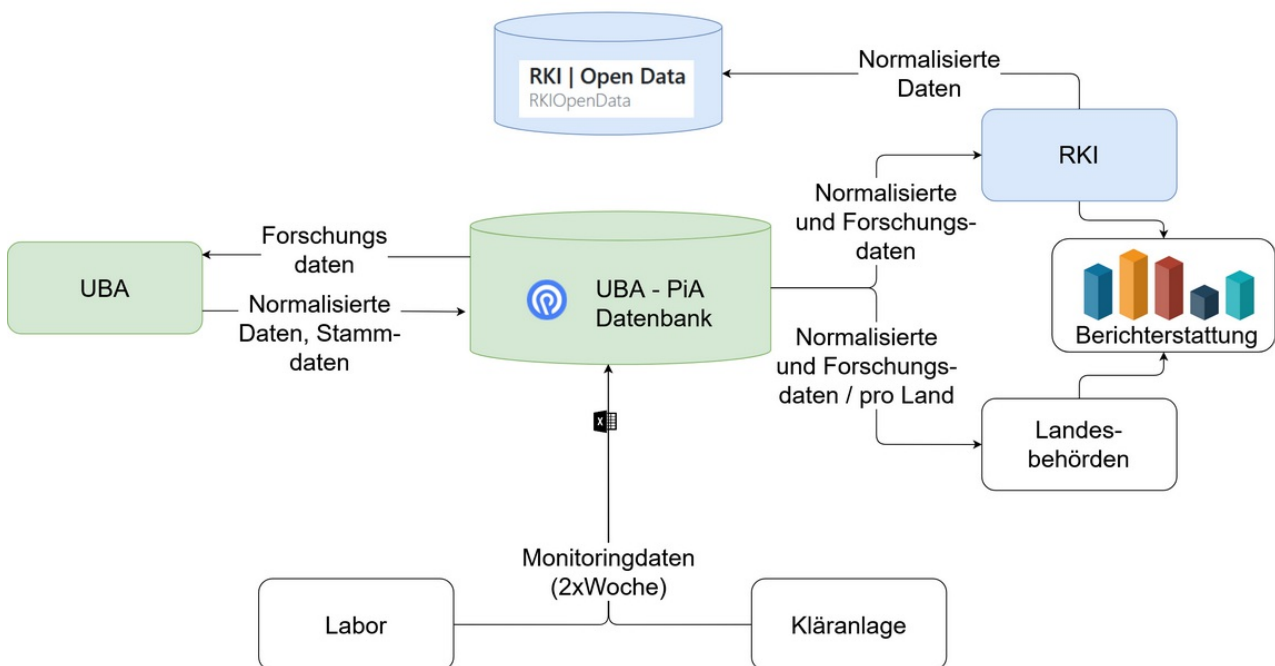 RKI | Open Data
RKIOpenData
Normalisierte
Daten
RKI
Normalisierte
und Forschungs-
daten
Forschungs
daten
UBA
Normalisierte
Daten, Stamm-
daten
UBA - PiA
Datenbank
Berichterstattung
Normalisierte
und Forschungs-
daten / pro Land
X
Landes-
behörden
Monitoringdaten
(2xWoche)
Labor
Kläranlage